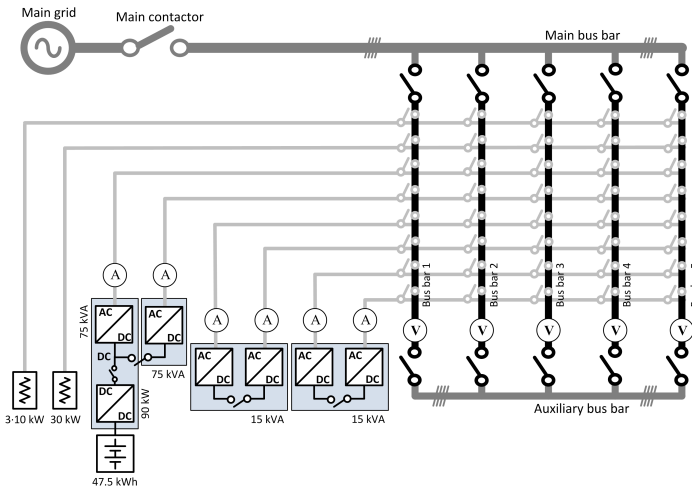 Main grid
Main contactor
Main bus bar
Bus bar 1
Bus bar 2
Bus bar 3
Bus bar 4
A
A
A
A
A
A
V
V
V
V
V
75 kVA
AC
DC
AC
DC
DC
75 kVA
DC
DC
90 kW
AC
DC
AC
DC
AC
DC
AC
DC
15 kVA
15 kVA
3·10 kW
30 kW
47.5 kWh
Auxiliary bus bar